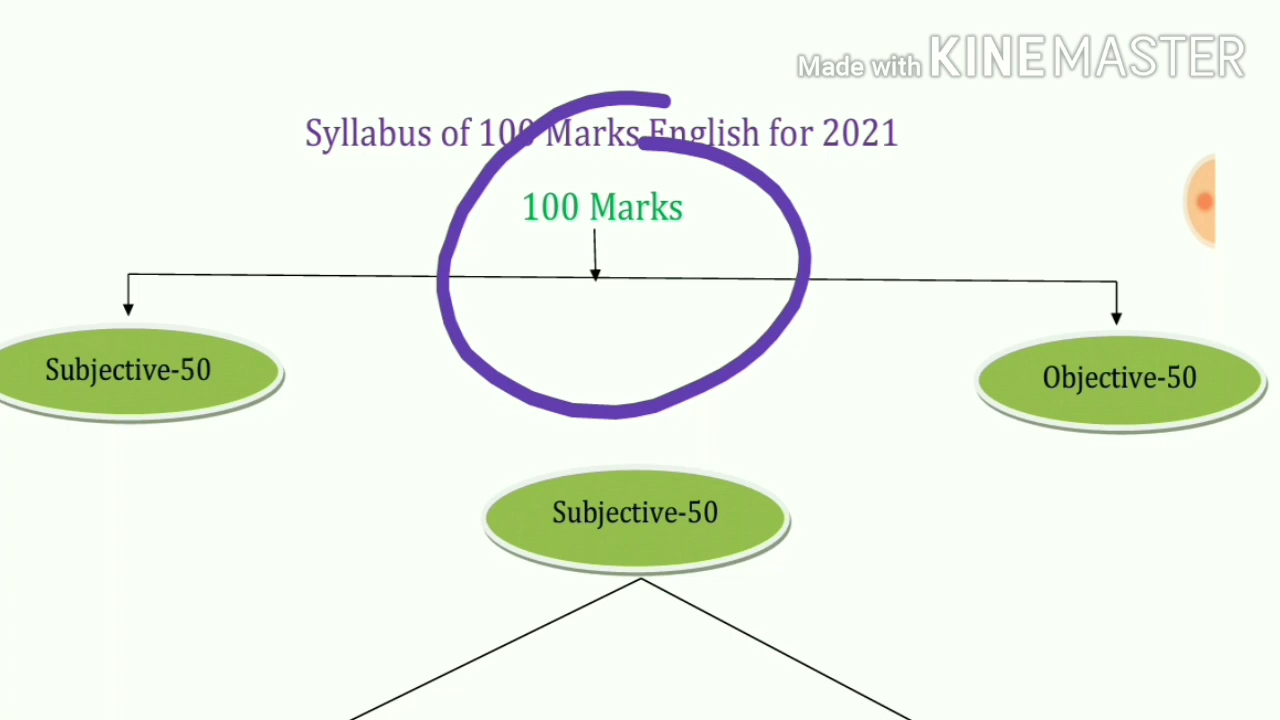 Made with KINEMASTER
Syllabus of 100 Marks English for 2021
100 Marks
Subjective-50
Objective-50
Subjective-50